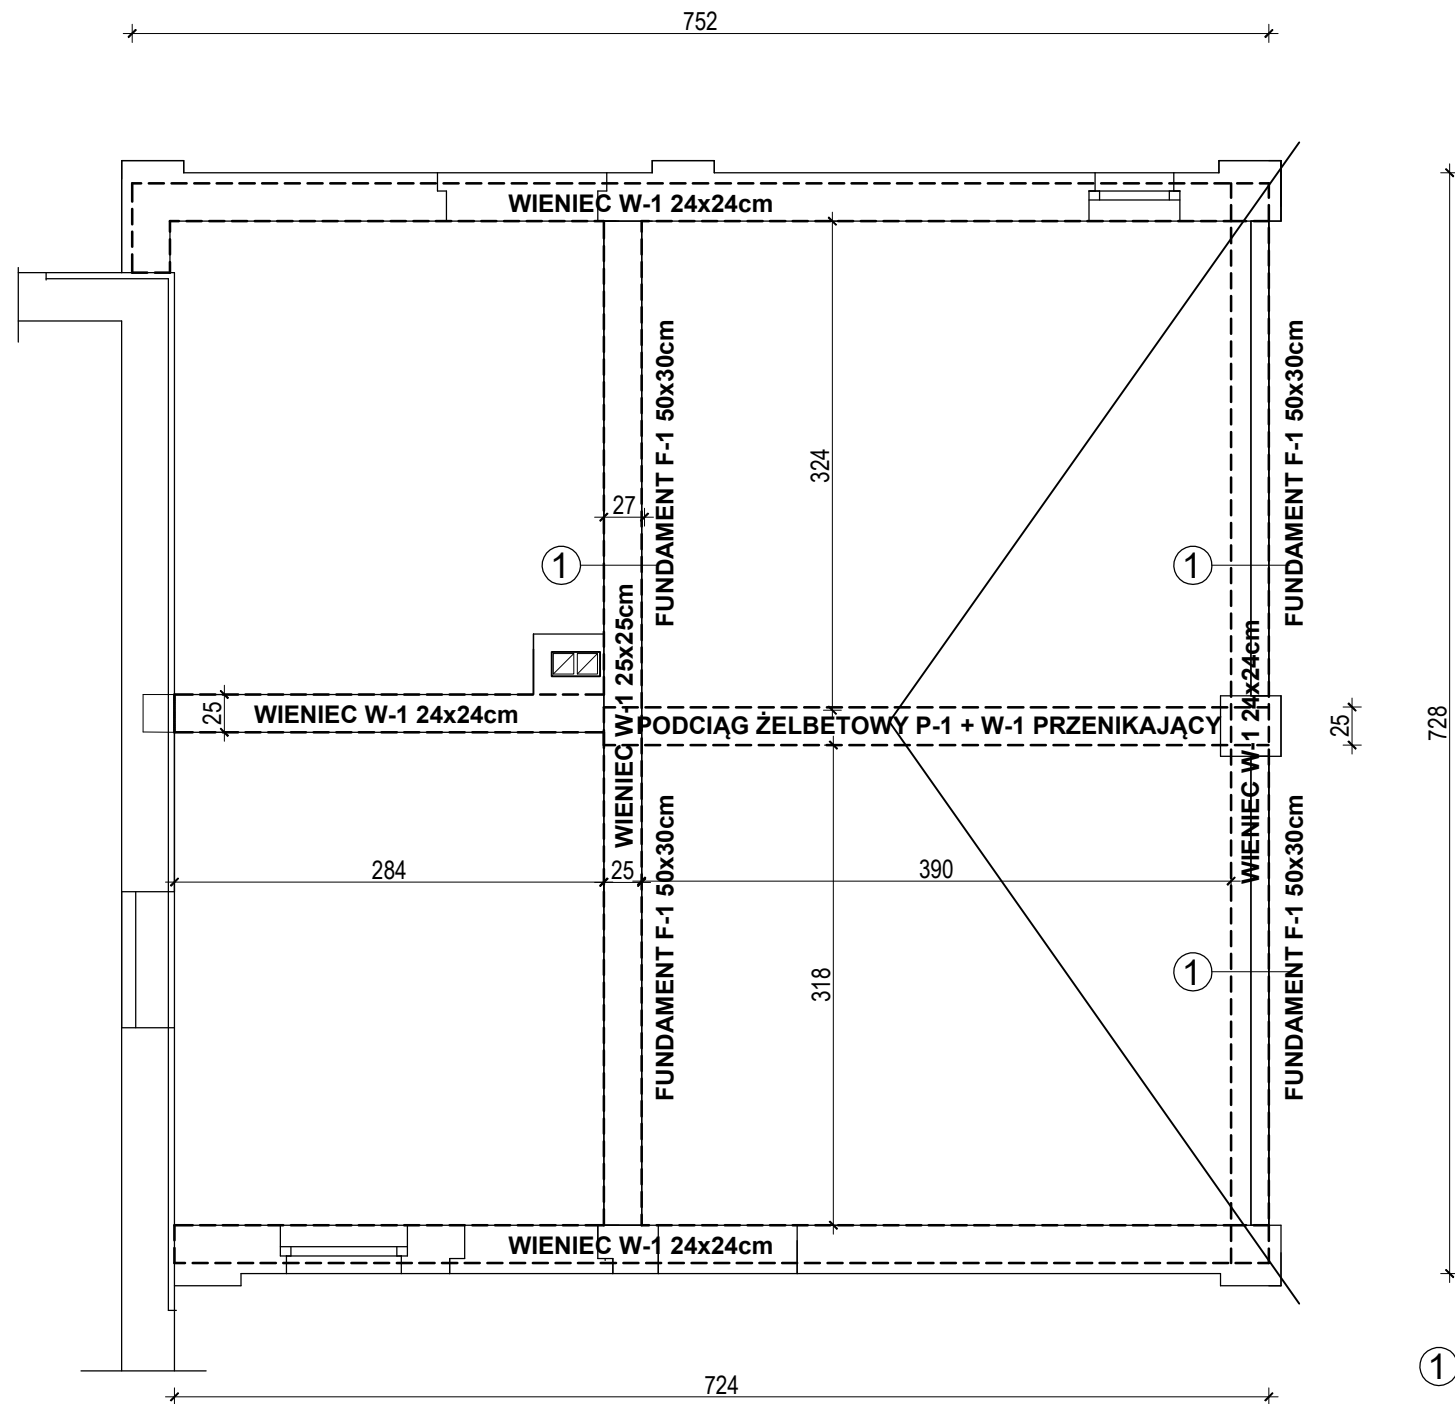 752
WIENIEC W-1 24x24cm
FUNDAMENT F-1 50x30cm
FUNDAMENT F-1 50x30cm
324
27
1
1
WIENIEC W-1 25x25cm
WIENIEC W-1 24x24cm
25
WIENIEC W-1 24x24cm
PODCIĄG ŻELBETOWY P-1 + W-1 PRZENIKAJĄCY
25
728
284
25
390
FUNDAMENT F-1 50x30cm
FUNDAMENT F-1 50x30cm
318
1
WIENIEC W-1 24x24cm
1
724